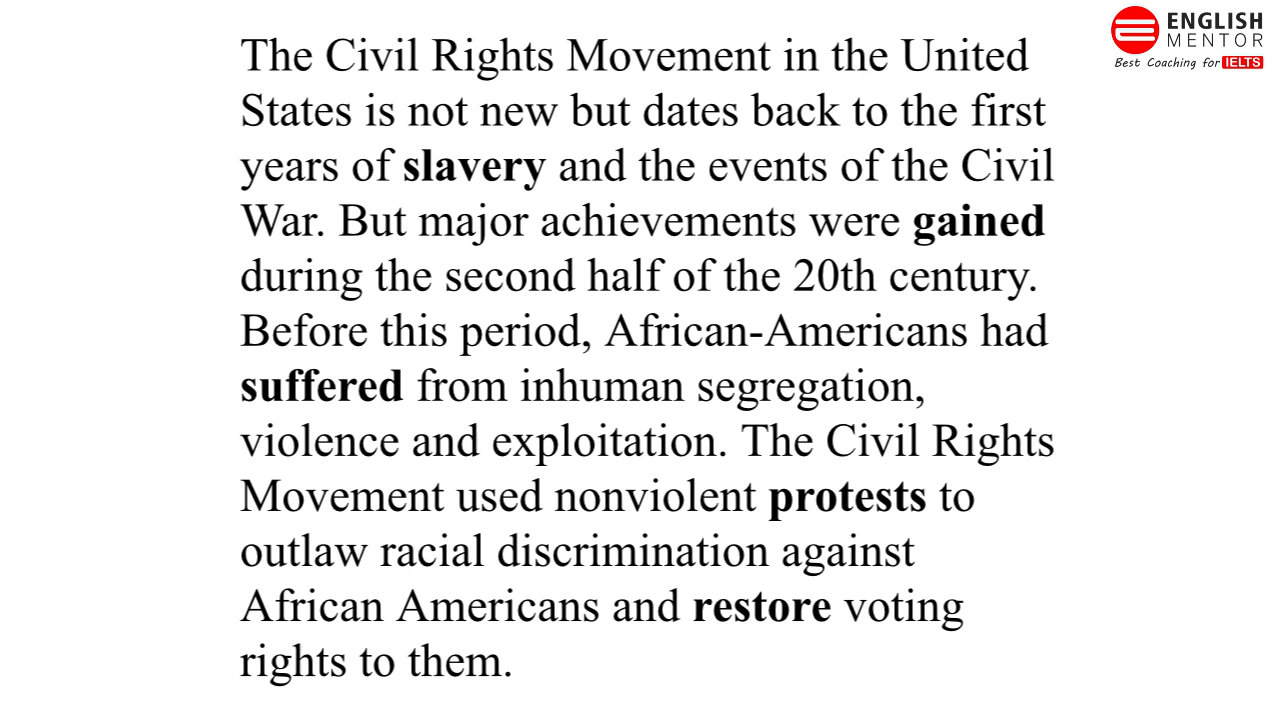 ENGLISH
MENTOR
Best Coaching for IELTS
The Civil Rights Movement in the United
States is not new but dates back to the first
years of slavery and the events of the Civil
War. But major achievements were gained
during the second half of the 20th century.
Before this period, African-Americans had
suffered from inhuman segregation,
violence and exploitation. The Civil Rights
Movement used nonviolent protests to
outlaw racial discrimination against
African Americans and restore voting
rights to them.